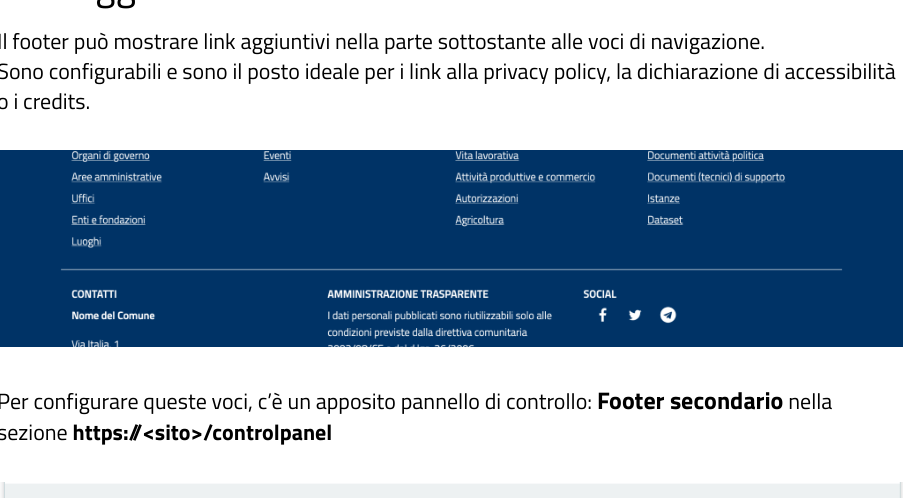 Il footer può mostrare link aggiuntivi nella parte sottostante alle voci di navigazione.
Sono configurabili e sono il posto ideale per i link alla privacy policy, la dichiarazione di accessibilità
o i credits.
Organi di governo
Aree amministrative
Uffici
Enti e fondazioni
Luoghi
Eventi
Avvisi
Vita lavorativa
Attività produttive e commercio
Autorizzazioni
Agricoltura
Documenti attività politica
Documenti (tecnici) di supporto
Istanze
Dataset
CONTATTI
Nome del Comune
Via Italia, 1
AMMINISTRAZIONE TRASPARENTE
I dati personali pubblicati sono riutilizzabili solo alle
condizioni previste dalla direttiva comunitaria
SOCIAL
Per configurare queste voci, c'è un apposito pannello di controllo: Footer secondario nella
sezione https://<sito>/controlpanel